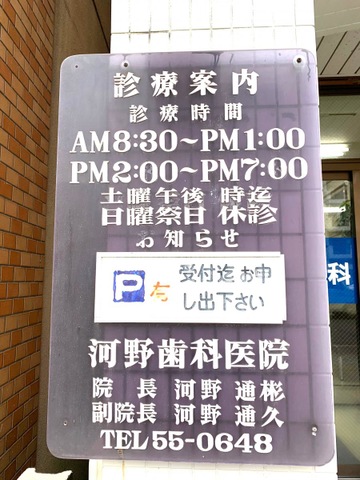 診療案内
診療時間
AM8:30～PM1:00
PM2:00～PM7:00
土曜午後 時迄
日曜祭日 休診
お知らせ
P 右 受付迄 お申
し出下さい
河野歯科医院
院長 河野 通彬
副院長 河野 通久
TEL 55-0648
科